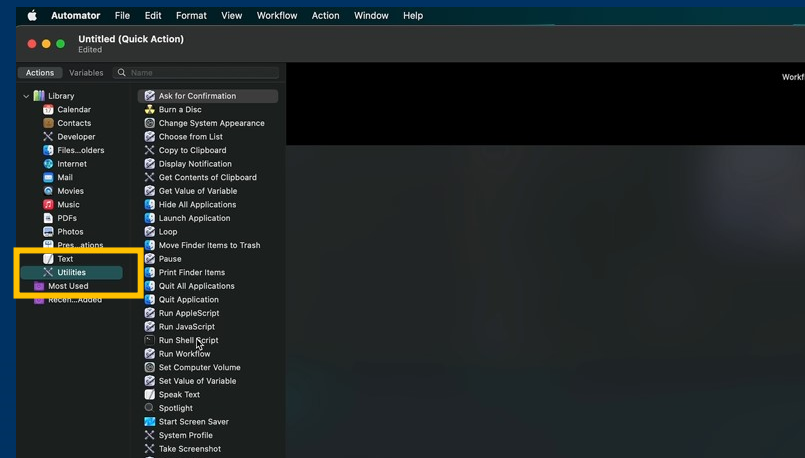 Automator File Edit Format View Workflow Action Window Help
Untitled (Quick Action)
Edited
Actions Variables Name
Workf
Library
Calendar
Contacts
Developer
Files...olders
Internet
Mail
Movies
Music
PDFs
Photos
Pres...ations
Text
Utilities
Most Used
Recen...Added
Ask for Confirmation
Burn a Disc
Change System Appearance
Choose from List
Copy to Clipboard
Display Notification
Get Contents of Clipboard
Get Value of Variable
Hide All Applications
Launch Application
Loop
Move Finder Items to Trash
Pause
Print Finder Items
Quit All Applications
Quit Application
Run AppleScript
Run JavaScript
Run Shell Script
Run Workflow
Set Computer Volume
Set Value of Variable
Speak Text
Spotlight
Start Screen Saver
System Profile
Take Screenshot